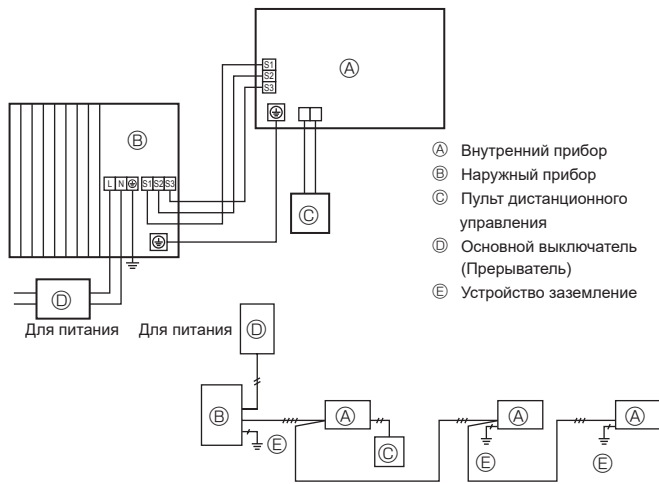 S1
S2
S3
Ⓐ
Ⓑ
L N S1 S2 S3
Ⓒ
Ⓓ
Для питания
Ⓐ Внутренний прибор
Ⓑ Наружный прибор
Ⓒ Пульт дистанционного
управления
Ⓓ Основной выключатель
(Прерыватель)
Ⓔ Устройство заземление
Для питания
Ⓓ
Ⓑ
Ⓔ
Ⓐ
Ⓒ
Ⓐ
Ⓔ
Ⓐ
Ⓔ